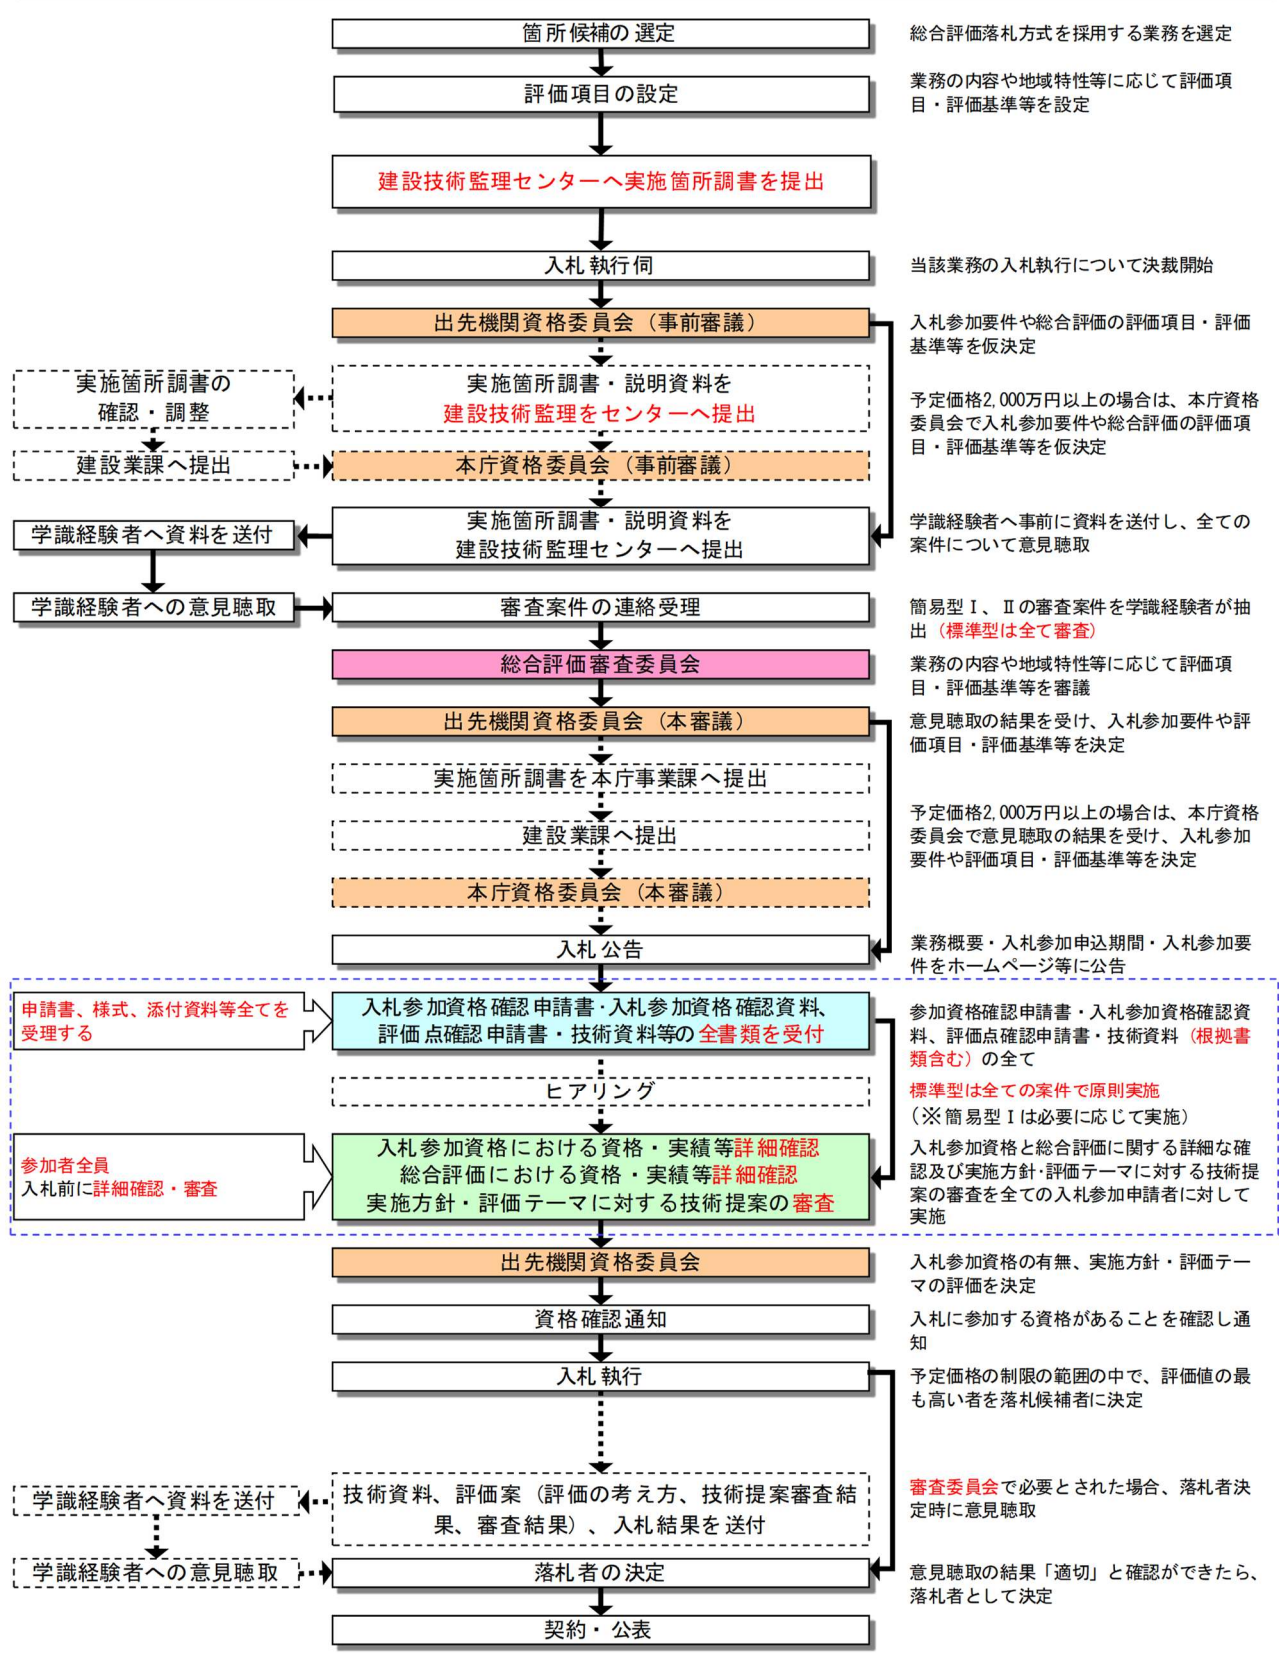 箇所候補の選定
総合評価落札方式を採用する業務を選定
評価項目の設定
業務の内容や地域特性等に応じて評価項
目・評価基準等を設定
建設技術監理センターへ実施箇所調書を提出
入札執行伺
当該業務の入札執行について決裁開始
出先機関資格委員会（事前審議）
入札参加要件や総合評価の評価項目・評価
基準等を仮決定
実施箇所調書の
確認・調整
実施箇所調書・説明資料を
建設技術監理をセンターへ提出
予定価格2,000万円以上の場合は、本庁資格
委員会で入札参加要件や総合評価の評価項
目・評価基準等を仮決定
建設業課へ提出
本庁資格委員会（事前審議）
学識経験者へ資料を送付
実施箇所調書・説明資料を
建設技術監理センターへ提出
学識経験者へ事前に資料を送付し、全ての
案件について意見聴取
学識経験者への意見聴取
審査案件の連絡受理
簡易型Ⅰ、Ⅱの審査案件を学識経験者が抽
出（標準型は全て審査）
総合評価審査委員会
業務の内容や地域特性等に応じて評価項
目・評価基準等を審議
出先機関資格委員会（本審議）
意見聴取の結果を受け、入札参加要件や評
価項目・評価基準等を決定
実施箇所調書を本庁事業課へ提出
建設業課へ提出
予定価格2,000万円以上の場合は、本庁資格
委員会で意見聴取の結果を受け、入札参加
要件や評価項目・評価基準等を決定
本庁資格委員会（本審議）
入札公告
業務概要・入札参加申込期間・入札参加要
件をホームページ等に公告
申請書、様式、添付資料等全てを
受理する
入札参加資格確認申請書・入札参加資格確認資料、
評価点確認申請書・技術資料等の全書類を受付
参加資格確認申請書・入札参加資格確認資
料、評価点確認申請書・技術資料（根拠書
類含む）の全て
ヒアリング
標準型は全ての案件で原則実施
（※簡易型Ⅰは必要に応じて実施）
参加者全員
入札前に詳細確認・審査
入札参加資格における資格・実績等詳細確認
総合評価における資格・実績等詳細確認
実施方針・評価テーマに対する技術提案の審査
入札参加資格と総合評価に関する詳細な確
認及び実施方針・評価テーマに対する技術提
案の審査を全ての入札参加申請者に対して
実施
出先機関資格委員会
入札参加資格の有無、実施方針・評価テー
マの評価を決定
資格確認通知
入札に参加する資格があることを確認し通
知
入札執行
予定価格の制限の範囲の中で、評価値の最
も高い者を落札候補者に決定
学識経験者へ資料を送付
技術資料、評価案（評価の考え方、技術提案審査結
果、審査結果）、入札結果を送付
審査委員会で必要とされた場合、落札者決
定時に意見聴取
学識経験者への意見聴取
落札者の決定
意見聴取の結果「適切」と確認ができたら、
落札者として決定
契約・公表